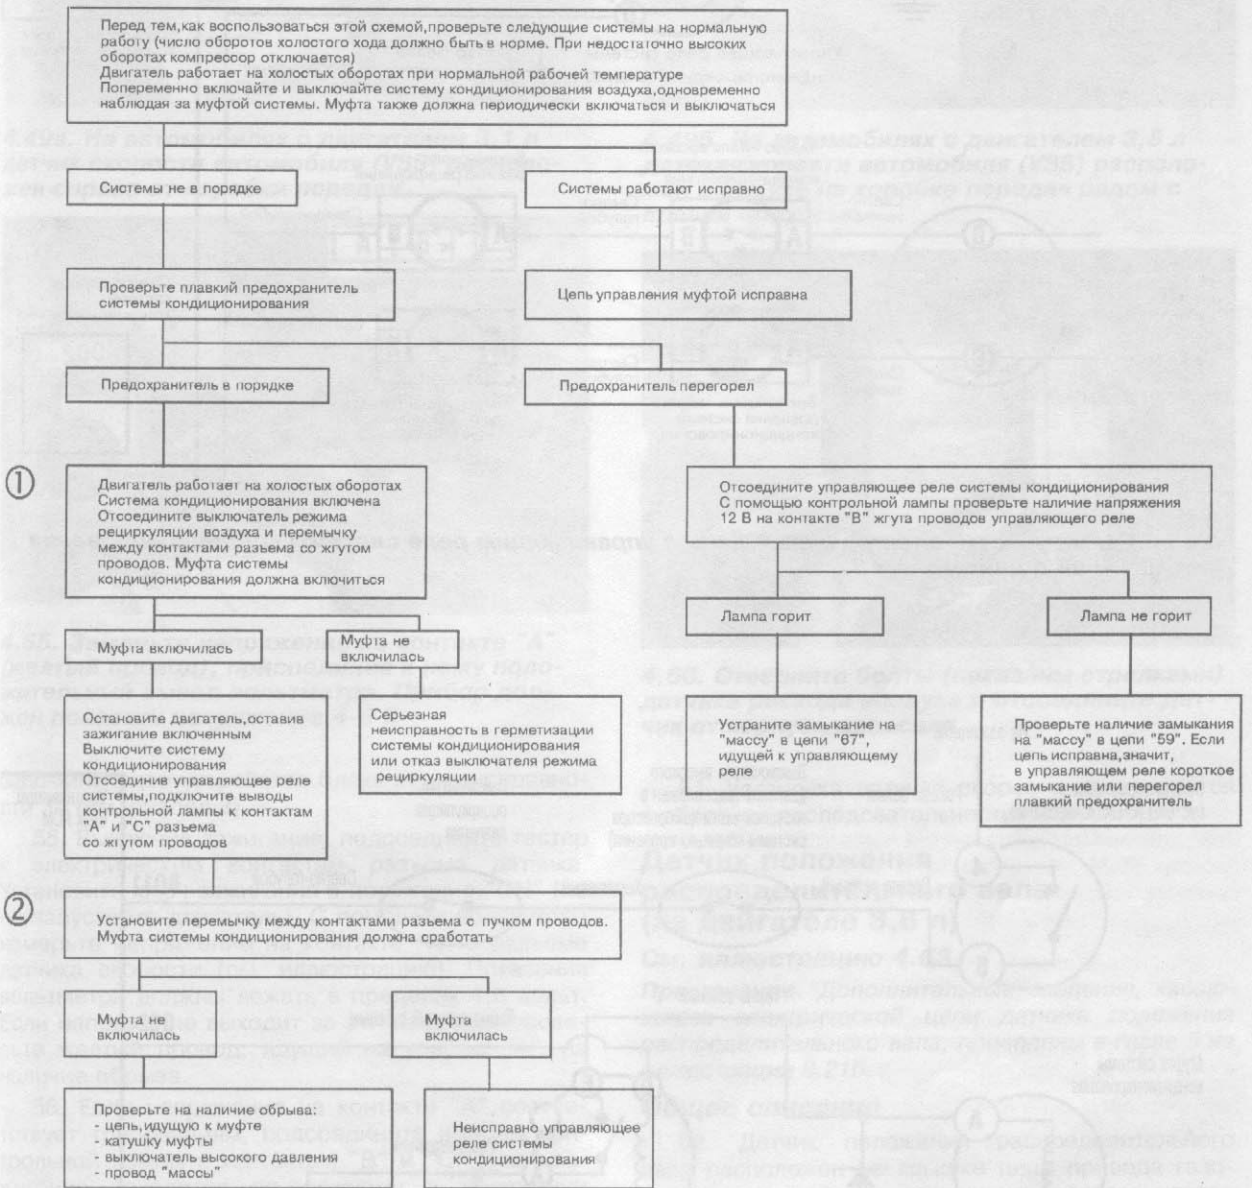 Перед тем,как воспользоваться этой схемой,проверьте следующие системы на нормальную
работу (число оборотов холостого хода должно быть в норме. При недостаточно высоких
оборотах компрессор отключается)
Двигатель работает на холостых оборотах при нормальной рабочей температуре
Попеременно включайте и выключайте систему кондиционирования воздуха,одновременно
наблюдая за муфтой системы. Муфта также должна периодически включаться и выключаться
Системы не в порядке
Системы работают исправно
Проверьте плавкий предохранитель
системы кондиционирования
Цепь управления муфтой исправна
Предохранитель в порядке
Предохранитель перегорел
①
Двигатель работает на холостых оборотах
Система кондиционирования включена
Отсоедините выключатель режима
рециркуляции воздуха и перемычку
между контактами разъема со жгутом
проводов. Муфта системы
кондиционирования должна включиться
Отсоедините управляющее реле системы кондиционирования
С помощью контрольной лампы проверьте наличие напряжения
12 В на контакте "В" жгута проводов управляющего реле
Муфта включилась
Муфта не
включилась
Лампа горит
Лампа не горит
Остановите двигатель,оставив
зажигание включенным
Выключите систему
кондиционирования
Отсоединив управляющее реле
системы,подключите выводы
контрольной лампы к контактам
"А" и "С" разъема
со жгутом проводов
Серьезная
неисправность в герметизации
системы кондиционирования
или отказ выключателя режима
рециркуляции
Устраните замыкание на
"массу" в цепи "67",
идущей к управляющему
реле
Проверьте наличие замыкания
на "массу" в цепи "59". Если
цепь исправна,значит,
в управляющем реле короткое
замыкание или перегорел
плавкий предохранитель
②
Установите перемычку между контактами разъема с пучком проводов.
Муфта системы кондиционирования должна сработать
Муфта не
включилась
Муфта
включилась
Проверьте на наличие обрыва:
- цепь,идущую к муфте
- катушку муфты
- выключатель высокого давления
- провод "массы"
Неисправно управляющее
реле системы
кондиционирования